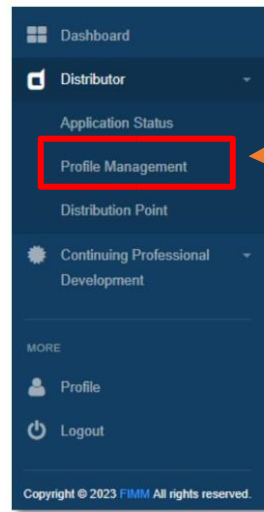 Dashboard
Distributor
Application Status
Profile Management
Distribution Point
Continuing Professional
Development
MORE
Profile
Logout
Copyright © 2023 FIMM All rights reserved.